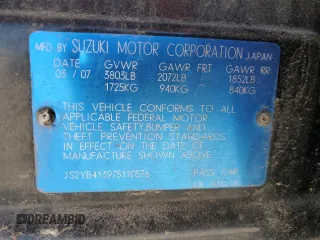 MFD BY SUZUKI MOTOR CORPORATION JAPAN
DATE GVWR GAWR FRT GAWR RR
03 / 07 3803LB 2072LB 1852LB
1725KG 940KG 840KG
THIS VEHICLE CONFORMS TO ALL
APPLICABLE FEDERAL MOTOR
VEHICLE SAFETY, BUMPER AND
THEFT PREVENTION STANDARDS
IN EFFECT ON THE DATE OF
MANUFACTURE SHOWN ABOVE.
JS2YB413975110576 PASS CAR
DREAMBID